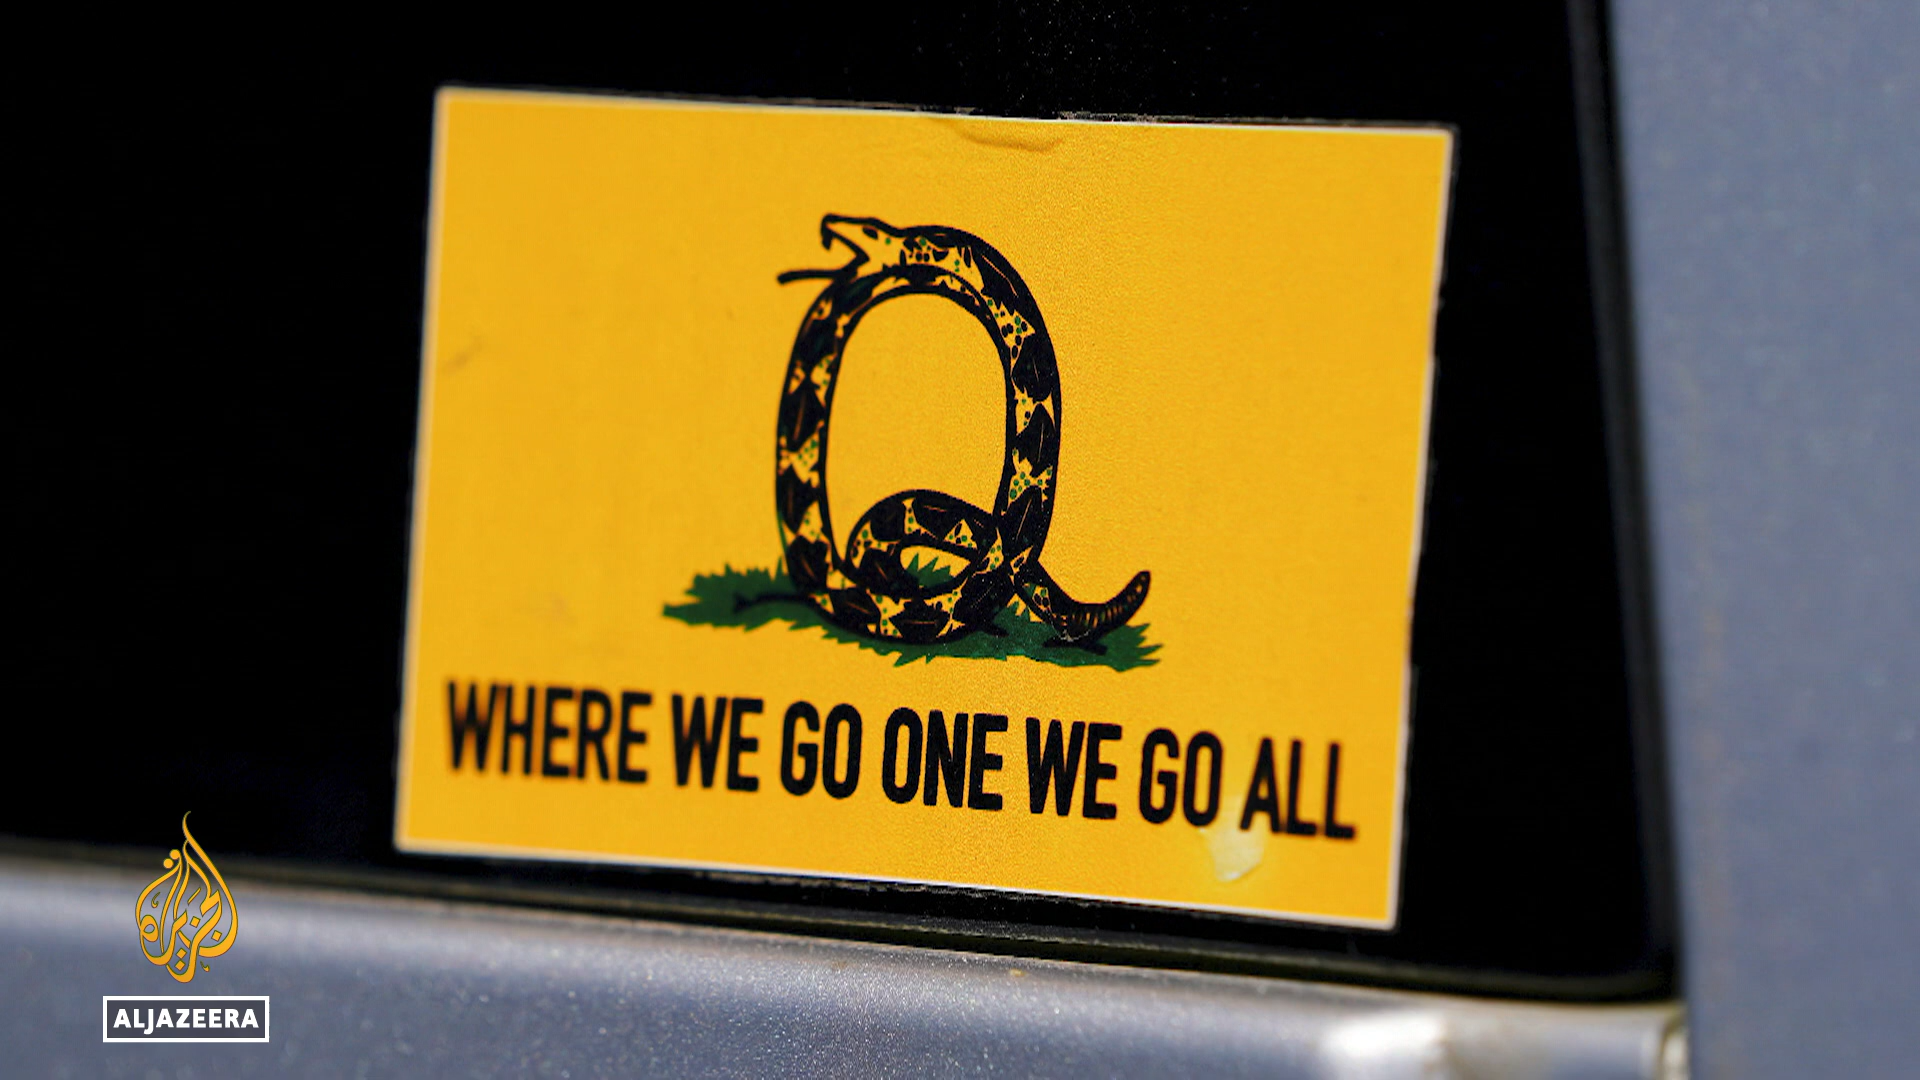 Q
WHERE WE GO ONE WE GO ALL
الجزيرة
ALJAZEERA